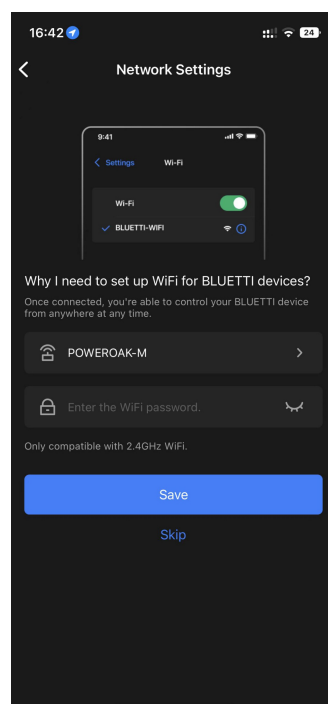 16:42
24
Network Settings
9:41
Settings
Wi-Fi
Wi-Fi
BLUETTI-WIFI
Why I need to set up WiFi for BLUETTI devices?
Once connected, you're able to control your BLUETTI device
from anywhere at any time.
POWEROAK-M
Enter the WiFi password.
Only compatible with 2.4GHz WiFi.
Save
Skip